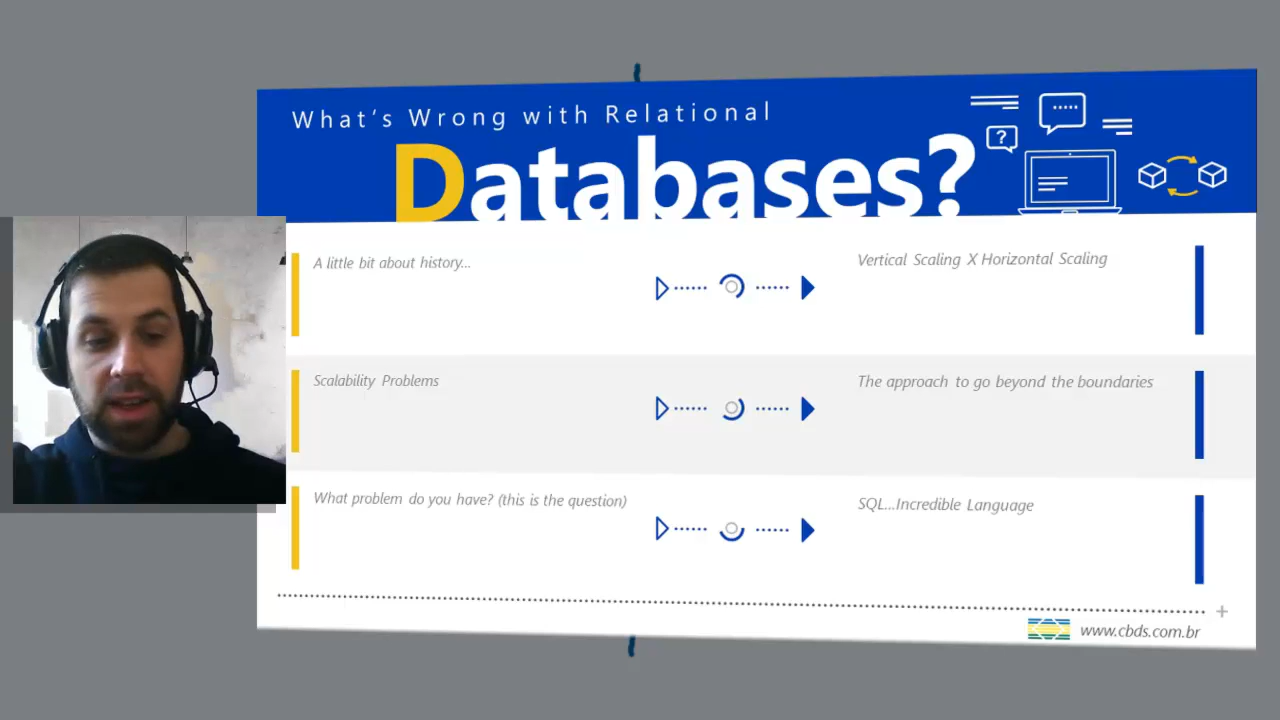 What's Wrong with Relational
Databases?
A little bit about history...
Vertical Scaling X Horizontal Scaling
Scalability Problems
The approach to go beyond the boundaries
What problem do you have? (this is the question)
SQL...Incredible Language
www.cbds.com.br